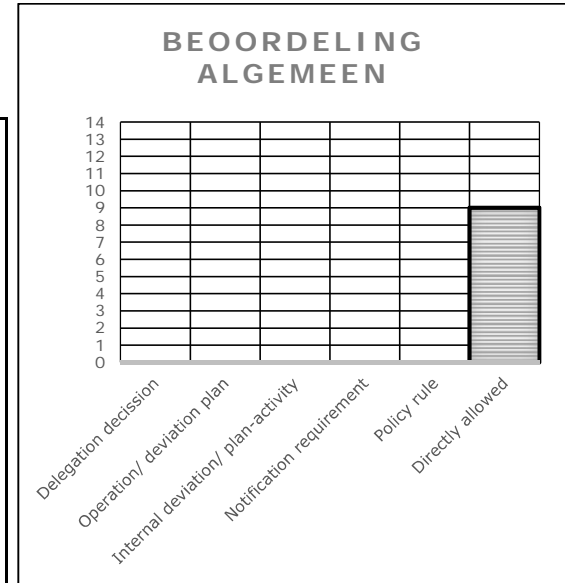 BEOORDELING
ALGEMEEN
14
13
12
11
10
9
8
7
6
5
4
3
2
1
0
Delegation decission
Operation/ deviation plan
Internal deviation/ plan-activity
Notification requirement
Policy rule
Directly allowed